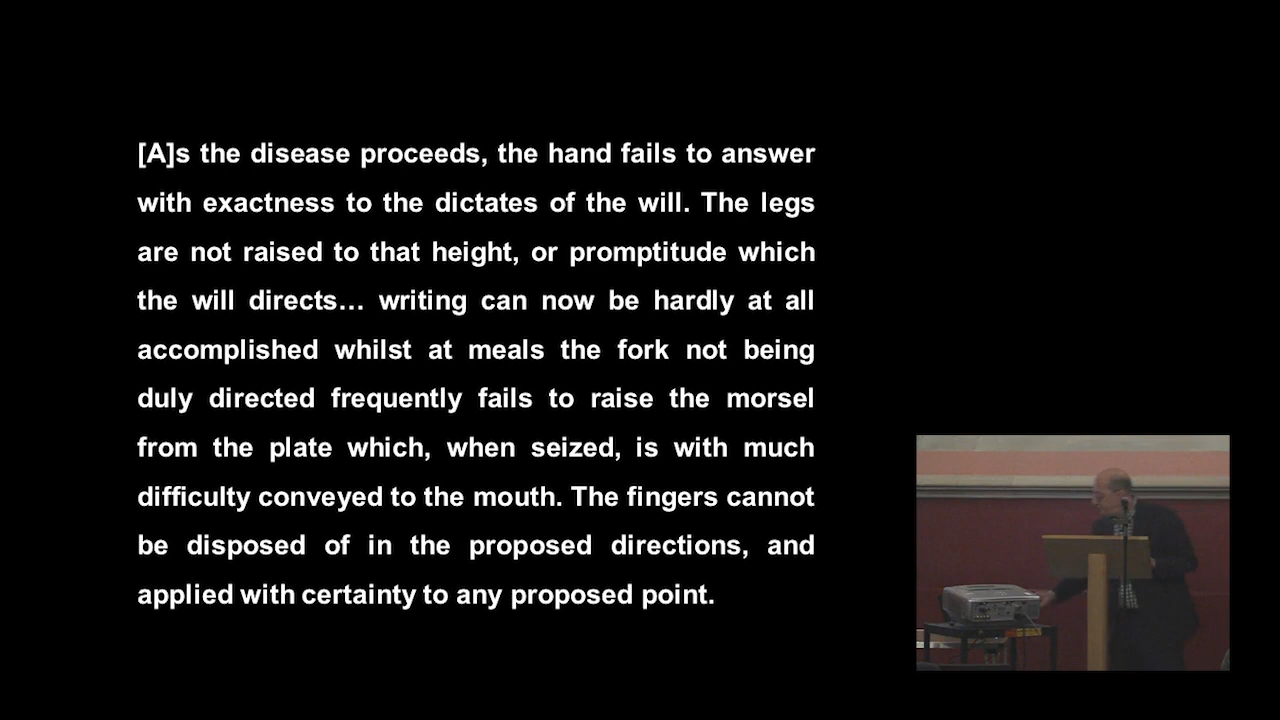 [A]s the disease proceeds, the hand fails to answer
with exactness to the dictates of the will. The legs
are not raised to that height, or promptitude which
the will directs… writing can now be hardly at all
accomplished whilst at meals the fork not being
duly directed frequently fails to raise the morsel
from the plate which, when seized, is with much
difficulty conveyed to the mouth. The fingers cannot
be disposed of in the proposed directions, and
applied with certainty to any proposed point.